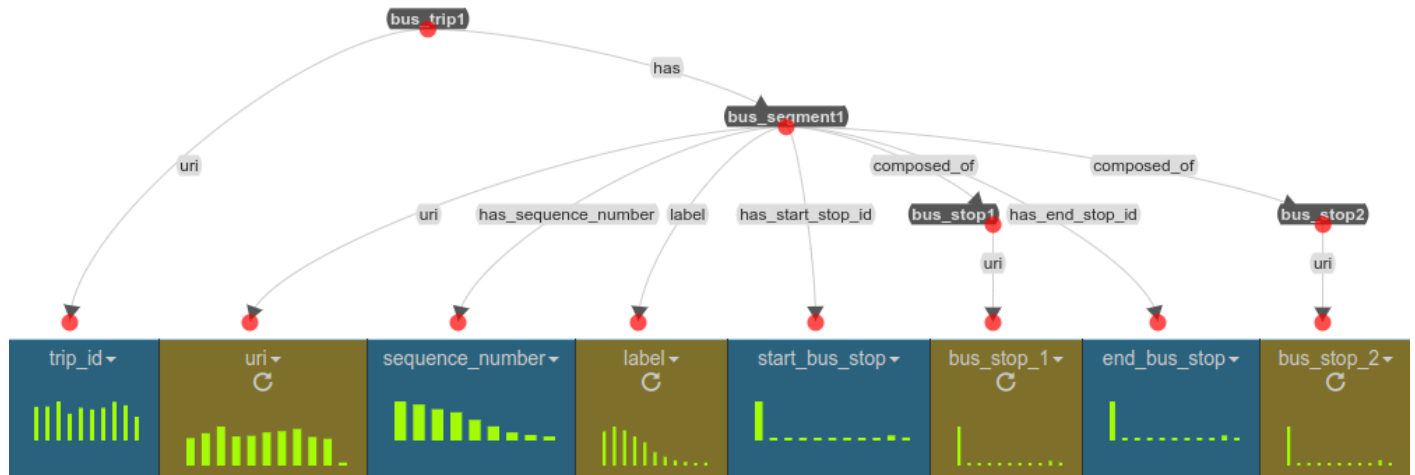 bus_trip1
has
bus_segment1
uri
composed_of
composed_of
uri
has_sequence_number
label
has_start_stop_id
bus_stop1
has_end_stop_id
bus_stop2
uri
uri
trip_id
uri
sequence_number
label
start_bus_stop
bus_stop_1
end_bus_stop
bus_stop_2